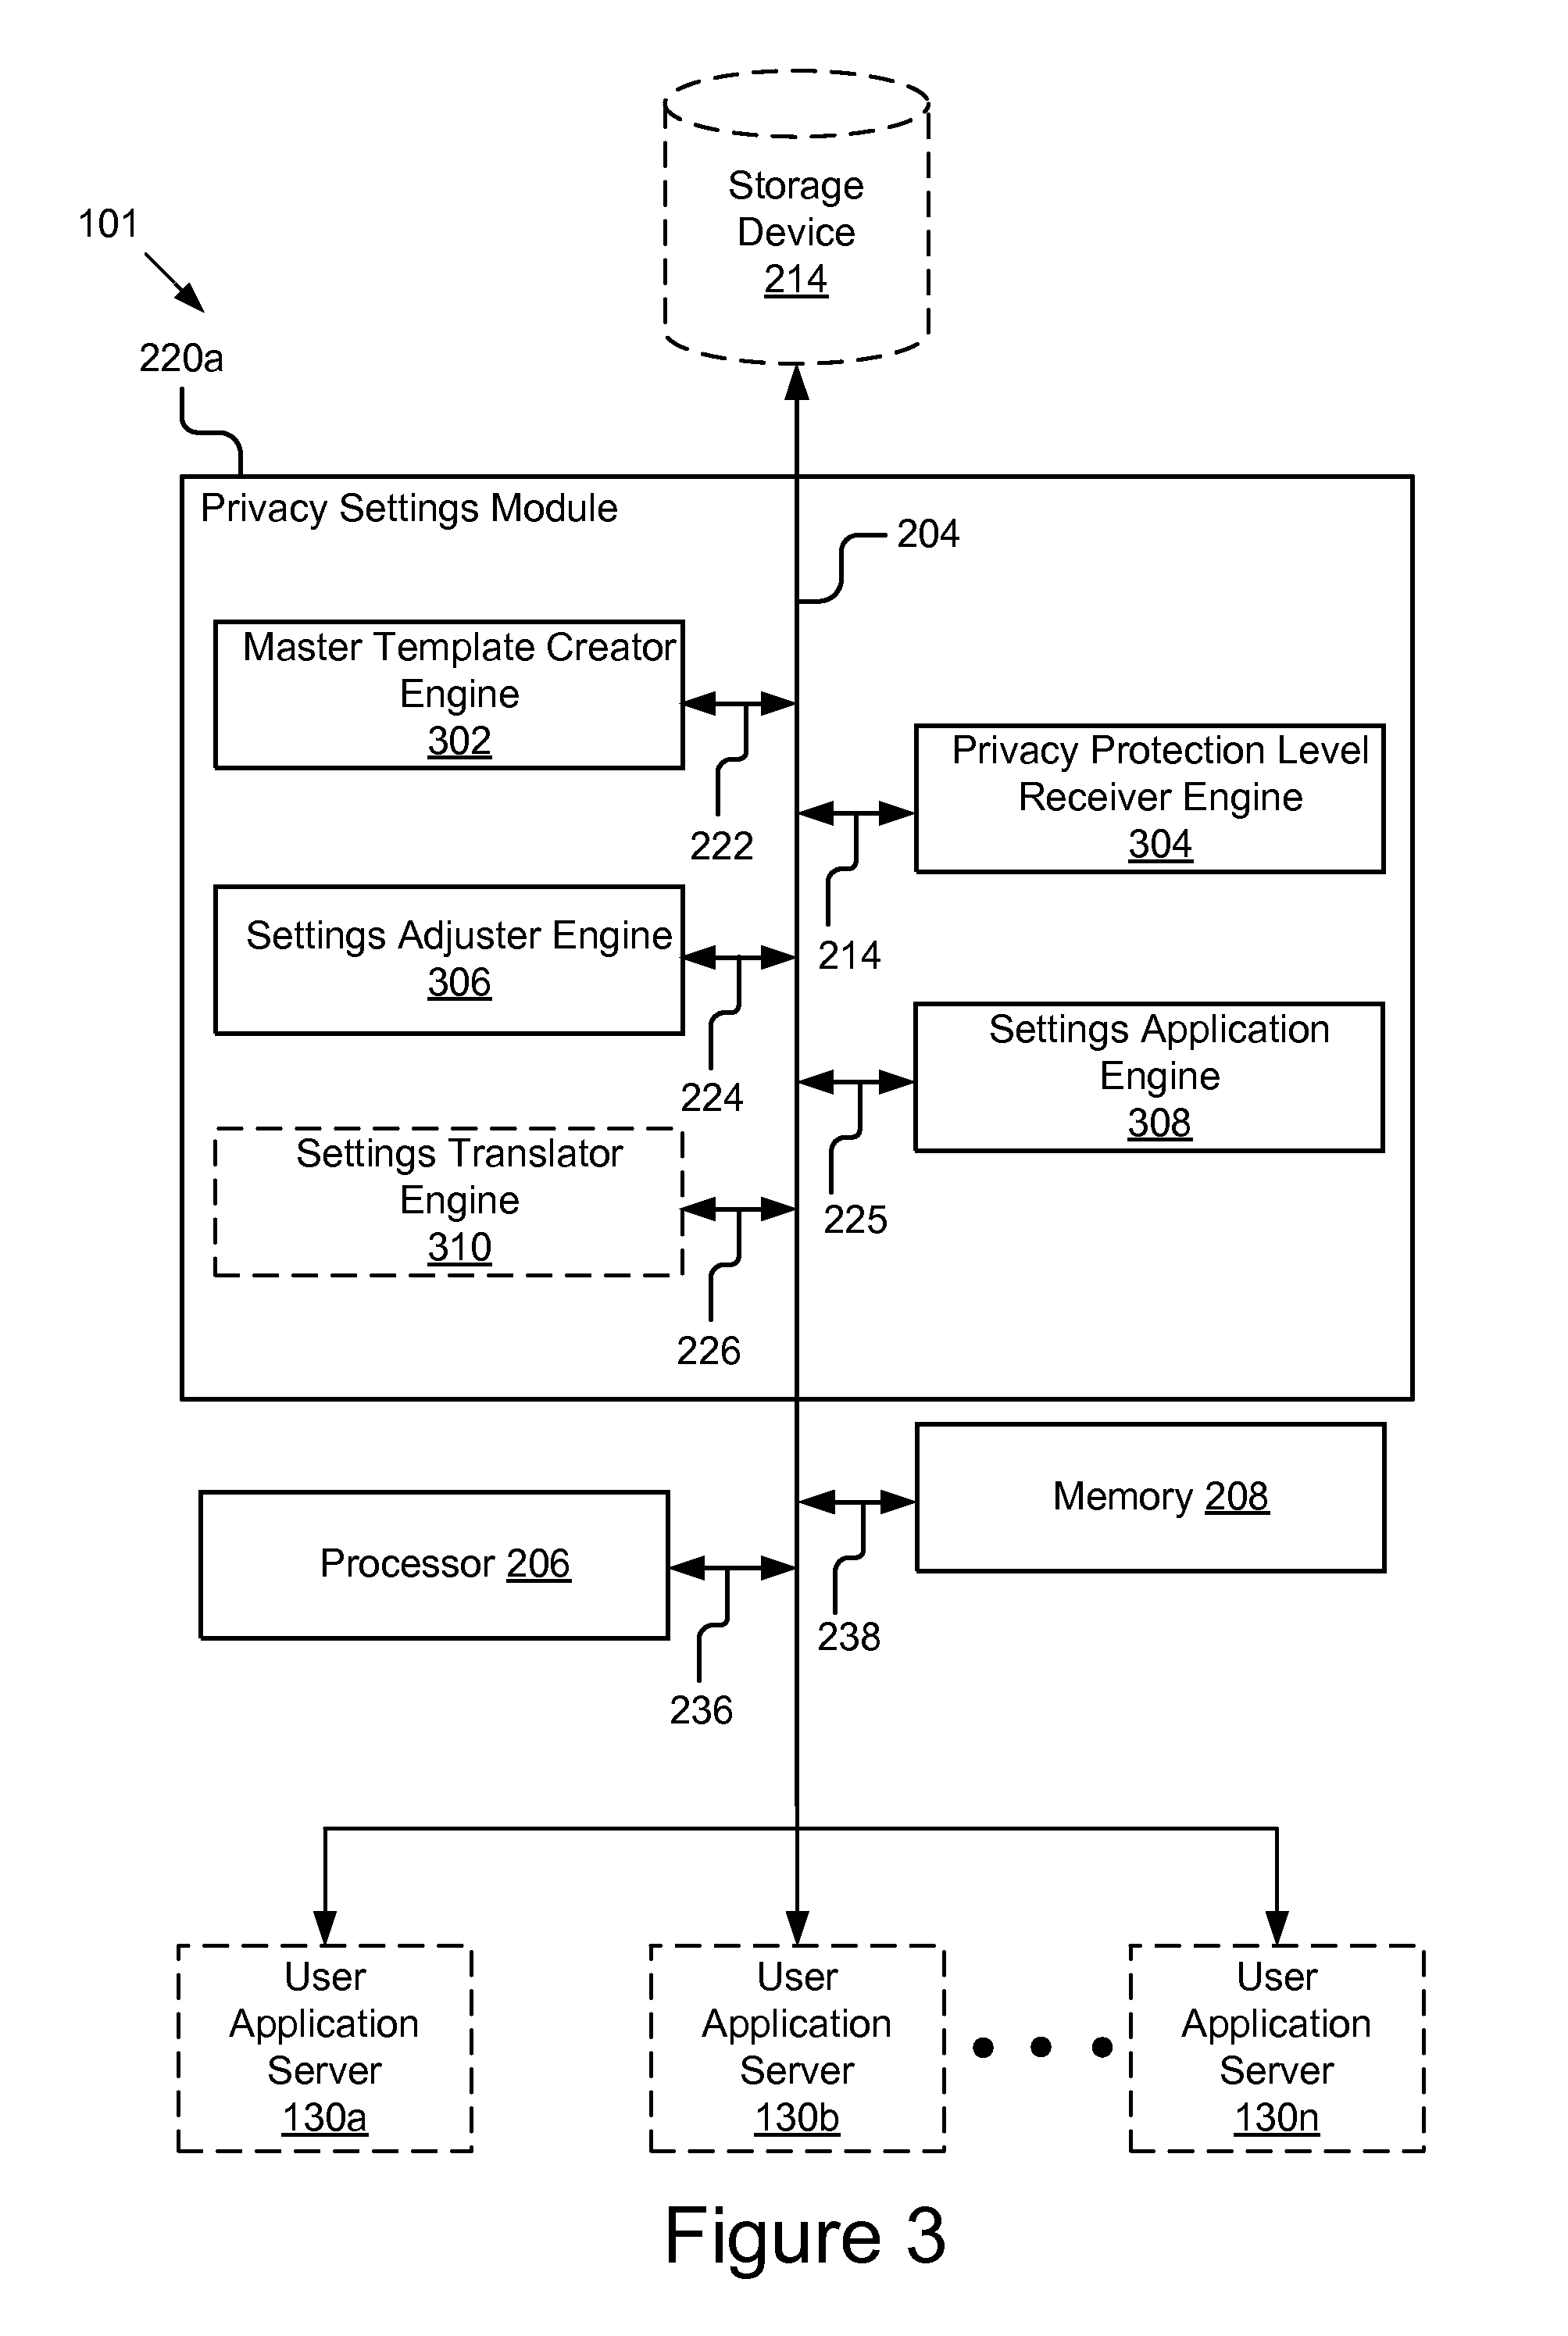 Storage
Device
214
101
220a
Privacy Settings Module
204
Master Template Creator
Engine
302
222
Privacy Protection Level
Receiver Engine
304
214
Settings Adjuster Engine
306
224
Settings Application
Engine
308
225
Settings Translator
Engine
310
226
Memory 208
238
Processor 206
236
User
Application
Server
130a
User
Application
Server
130b
User
Application
Server
130n
Figure 3